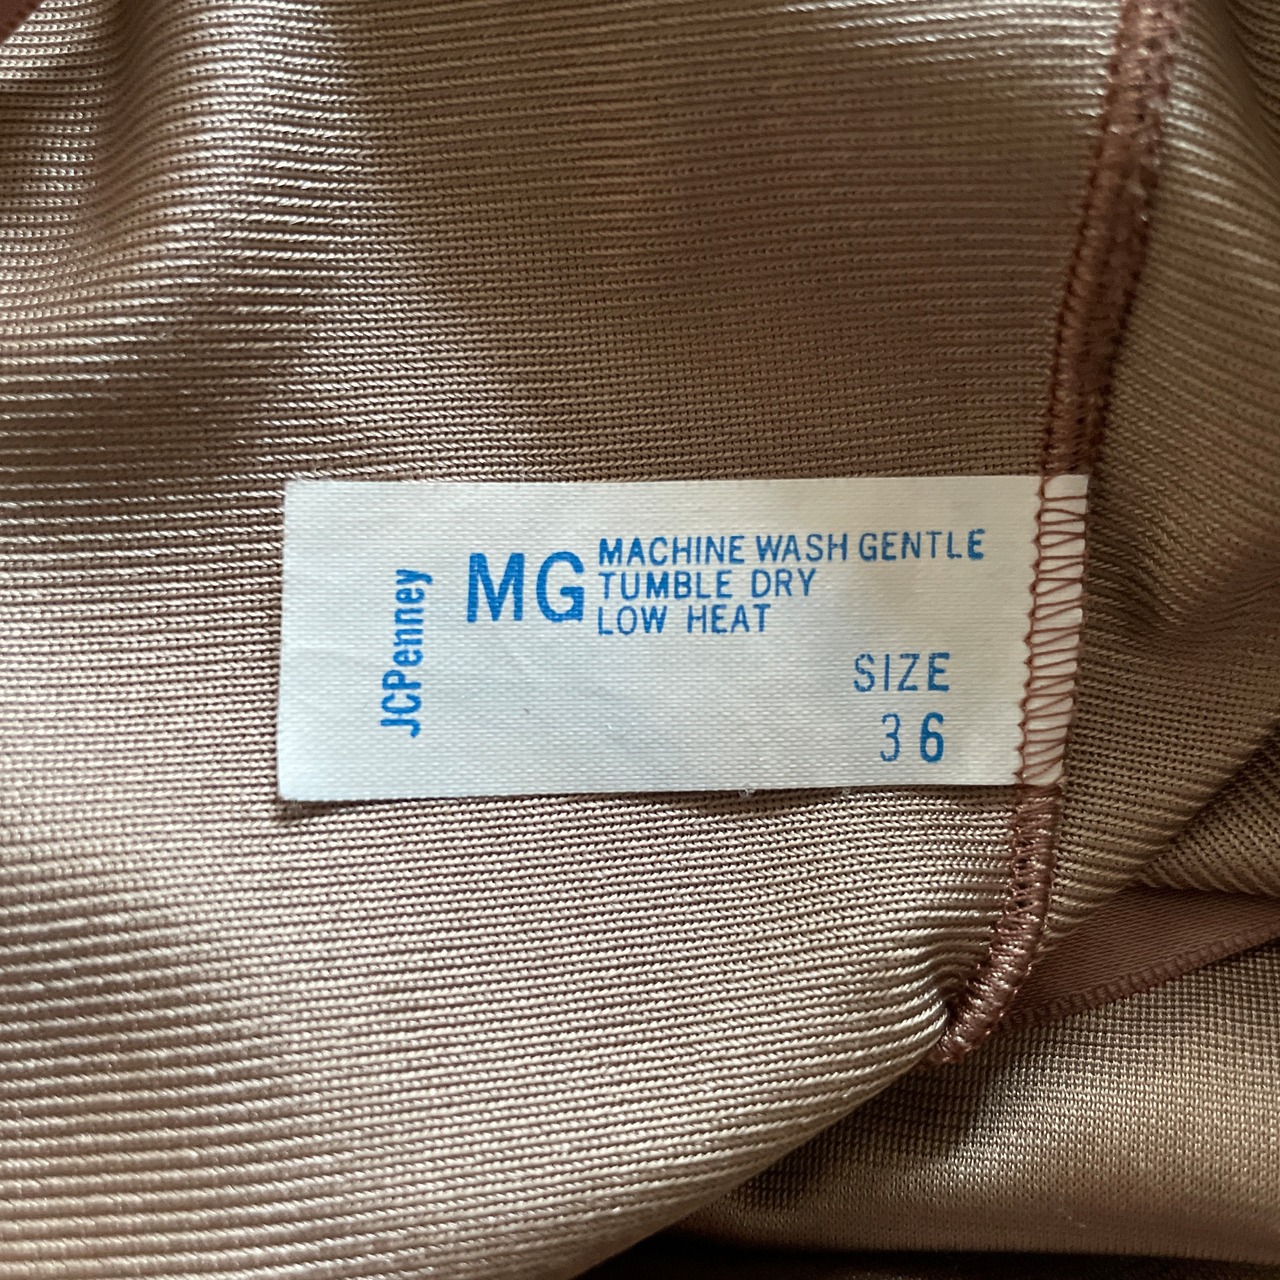 JCPenney
MG
MACHINE WASH GENTLE
TUMBLE DRY
LOW HEAT
SIZE
36